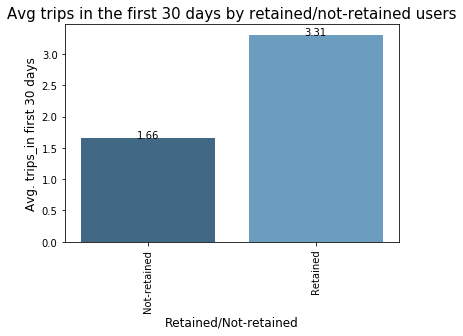 Avg trips in the first 30 days by retained/not-retained users
Avg. trips_in first 30 days
3.0
2.5
2.0
1.5
1.0
0.5
0.0
1.66
3.31
Not-retained
Retained
Retained/Not-retained